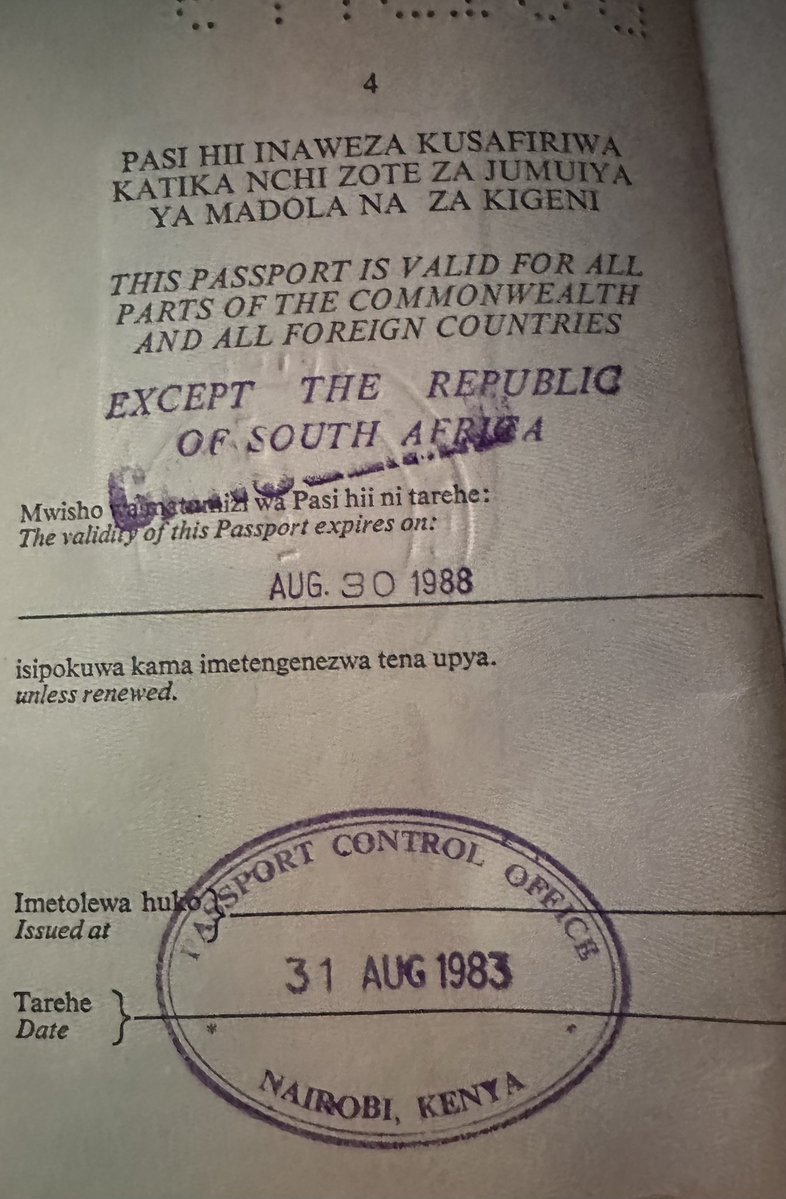 4
PASI HII INAWEZA KUSAFIRIWA
KATIKA NCHI ZOTE ZA JUMUIYA
YA MADOLA NA ZA KIGENI
THIS PASSPORT IS VALID FOR ALL
PARTS OF THE COMMONWEALTH
AND ALL FOREIGN COUNTRIES
EXCEPT THE REPUBLIC
OF SOUTH AFRICA
Mwisho wa matumizi wa Pasi hii ni tarehe:
The validity of this Passport expires on:
AUG. 30 1988
isipokuwa kama imetengenezwa tena upya.
unless renewed.
PASSPORT CONTROL OFFICE
Imetolewa huko
Issued at
31 AUG 1983
Tarehe
Date
NAIROBI, KENYA